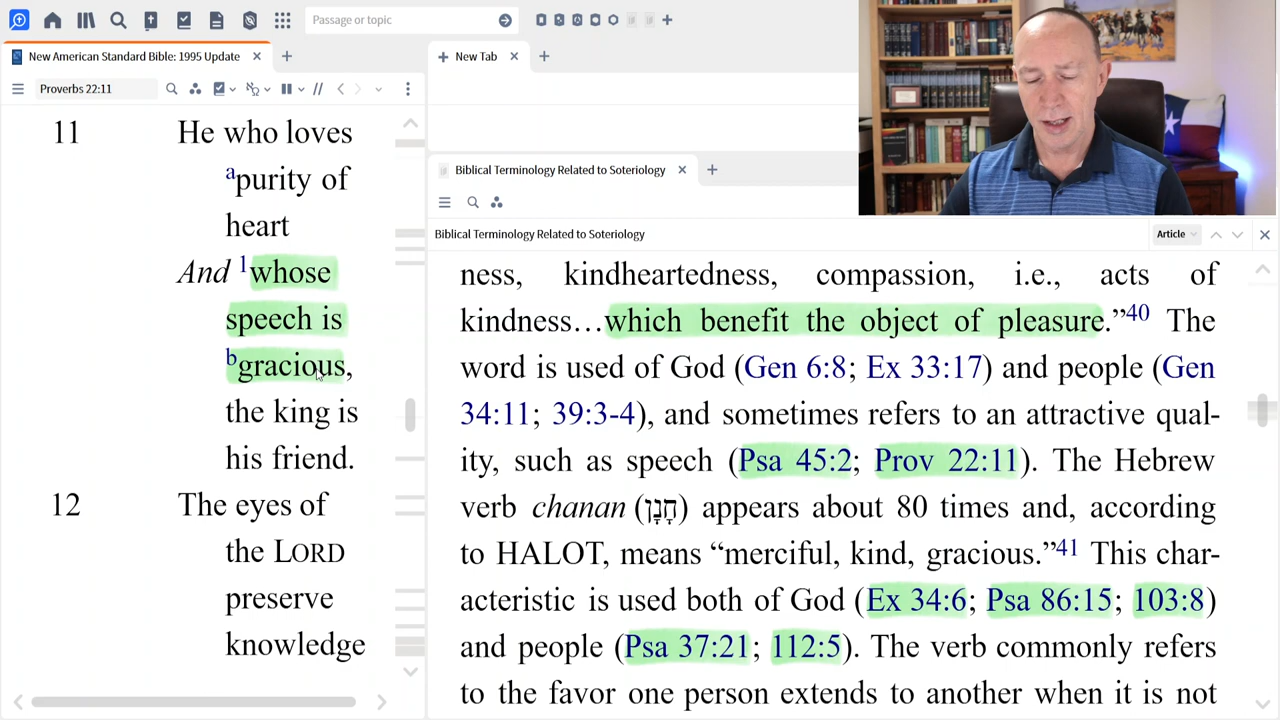 Passage or topic
New American Standard Bible: 1995 Update
New Tab
Proverbs 22:11
11 He who loves
a purity of
heart
And 1 whose
speech is
b gracious,
the king is
his friend.
12 The eyes of
the LORD
preserve
knowledge
Biblical Terminology Related to Soteriology
Biblical Terminology Related to Soteriology
Article
ness, kindheartedness, compassion, i.e., acts of
kindness…which benefit the object of pleasure.”40 The
word is used of God (Gen 6:8; Ex 33:17) and people (Gen
34:11; 39:3-4), and sometimes refers to an attractive qual-
ity, such as speech (Psa 45:2; Prov 22:11). The Hebrew
verb chanan (חָנָן) appears about 80 times and, according
to HALOT, means “merciful, kind, gracious.”41 This char-
acteristic is used both of God (Ex 34:6; Psa 86:15; 103:8)
and people (Psa 37:21; 112:5). The verb commonly refers
to the favor one person extends to another when it is not